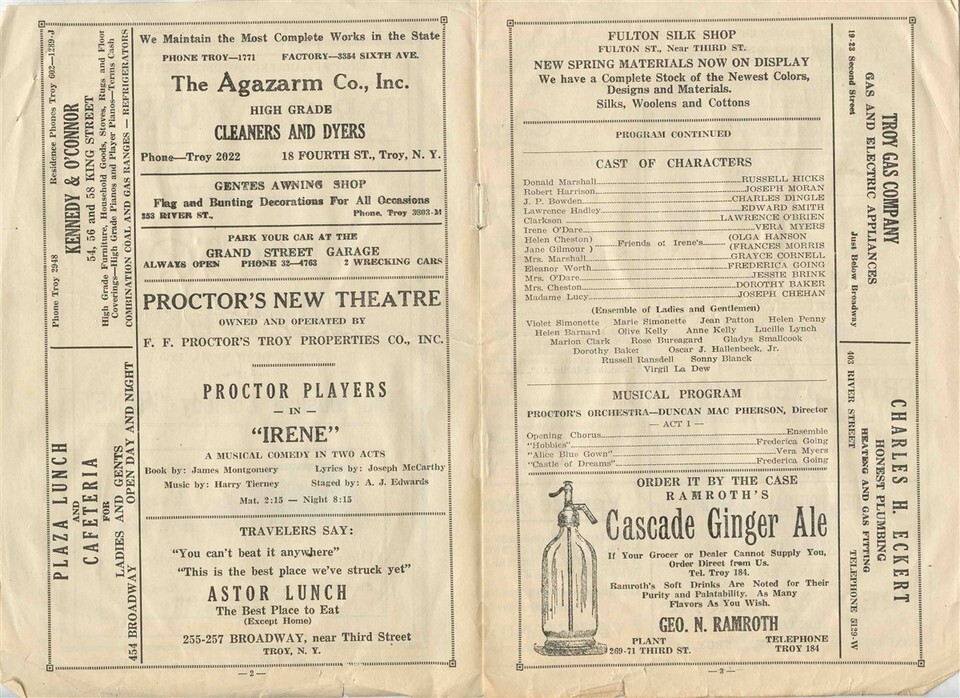 Residence Phones Troy 602—1289-J
Phone Troy 2948
KENNEDY & O'CONNOR
54, 56 and 58 KING STREET
High Grade Furniture, Household Goods, Stoves, Rugs and Floor
Coverings—High Grade Pianos and Player Pianos—Terms Cash
COMBINATION COAL AND GAS RANGES — REFRIGERATORS
PLAZA LUNCH
AND
CAFETERIA
FOR
LADIES AND GENTS
454 BROADWAY
OPEN DAY AND NIGHT
We Maintain the Most Complete Works in the State
PHONE TROY—1771 FACTORY—3354 SIXTH AVE.
The Agazarm Co., Inc.
HIGH GRADE
CLEANERS AND DYERS
Phone—Troy 2022 18 FOURTH ST., Troy, N. Y.
GENTES AWNING SHOP
Flag and Bunting Decorations For All Occasions
353 RIVER ST., Phone, Troy 3303-M
PARK YOUR CAR AT THE
GRAND STREET GARAGE
ALWAYS OPEN PHONE 32—4763 2 WRECKING CARS
PROCTOR'S NEW THEATRE
OWNED AND OPERATED BY
F. F. PROCTOR'S TROY PROPERTIES CO., INC.
PROCTOR PLAYERS
— IN —
"IRENE"
A MUSICAL COMEDY IN TWO ACTS
Book by: James Montgomery Lyrics by: Joseph McCarthy
Music by: Harry Tierney Staged by: A. J. Edwards
Mat. 2:15 — Night 8:15
TRAVELERS SAY:
"You can't beat it anywhere"
"This is the best place we've struck yet"
ASTOR LUNCH
The Best Place to Eat
(Except Home)
255-257 BROADWAY, near Third Street
TROY, N. Y.
— 2 —
FULTON SILK SHOP
FULTON ST., Near THIRD ST.
NEW SPRING MATERIALS NOW ON DISPLAY
We have a Complete Stock of the Newest Colors,
Designs and Materials.
Silks, Woolens and Cottons
PROGRAM CONTINUED
CAST OF CHARACTERS
Donald Marshall RUSSELL HICKS
Robert Harrison JOSEPH MORAN
J. P. Bowden CHARLES DINGLE
Lawrence Hadley EDWARD SMITH
Clarkson LAWRENCE O'BRIEN
Irene O'Dare VERA MYERS
Helen Cheston) (OLGA HANSON
Friends of Irene's
Jane Gilmour ) (FRANCES MORRIS
Mrs. Marshall GRAYCE CORNELL
Eleanor Worth FREDERICA GOING
Mrs. O'Dare JESSIE BRINK
Mrs. Cheston DOROTHY BAKER
Madame Lucy JOSEPH CHEHAN
(Ensemble of Ladies and Gentlemen)
Violet Simonette Marie Simonette Jean Patton Helen Penny
Helen Barnard Olive Kelly Anne Kelly Lucille Lynch
Marion Clark Rose Bureagard Gladys Smallcook
Dorothy Baker Oscar J. Hallenbeck, Jr.
Russell Ransdell Sonny Blanck
Virgil La Dew
MUSICAL PROGRAM
PROCTOR'S ORCHESTRA—DUNCAN MAC PHERSON, Director
— ACT I —
Opening Chorus Ensemble
"Hobbies" Frederica Going
"Alice Blue Gown" Vera Myers
"Castle of Dreams" Frederica Going
ORDER IT BY THE CASE
RAMROTH'S
Cascade Ginger Ale
If Your Grocer or Dealer Cannot Supply You,
Order Direct from Us.
Tel. Troy 184.
Ramroth's Soft Drinks Are Noted for Their
Purity and Palatability. As Many
Flavors As You Wish.
GEO. N. RAMROTH
PLANT TELEPHONE
269-71 THIRD ST. TROY 184
— 3 —
TROY GAS COMPANY
GAS AND ELECTRIC APPLIANCES
19-23 Second Street Just Below Broadway
CHARLES H. ECKERT
HONEST PLUMBING
HEATING AND GAS FITTING
403 RIVER STREET TELEPHONE 5129-W